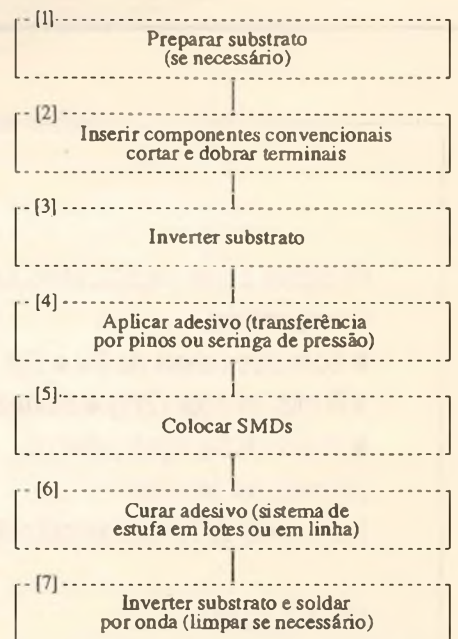 [1]
Preparar substrato
(se necessário)
[2]
Inserir componentes convencionais
cortar e dobrar terminais
[3]
Inverter substrato
[4]
Aplicar adesivo (transferência
por pinos ou seringa de pressão)
[5]
Colocar SMDs
[6]
Curar adesivo (sistema de
estufa em lotes ou em linha)
[7]
Inverter substrato e soldar
por onda (limpar se necessário)